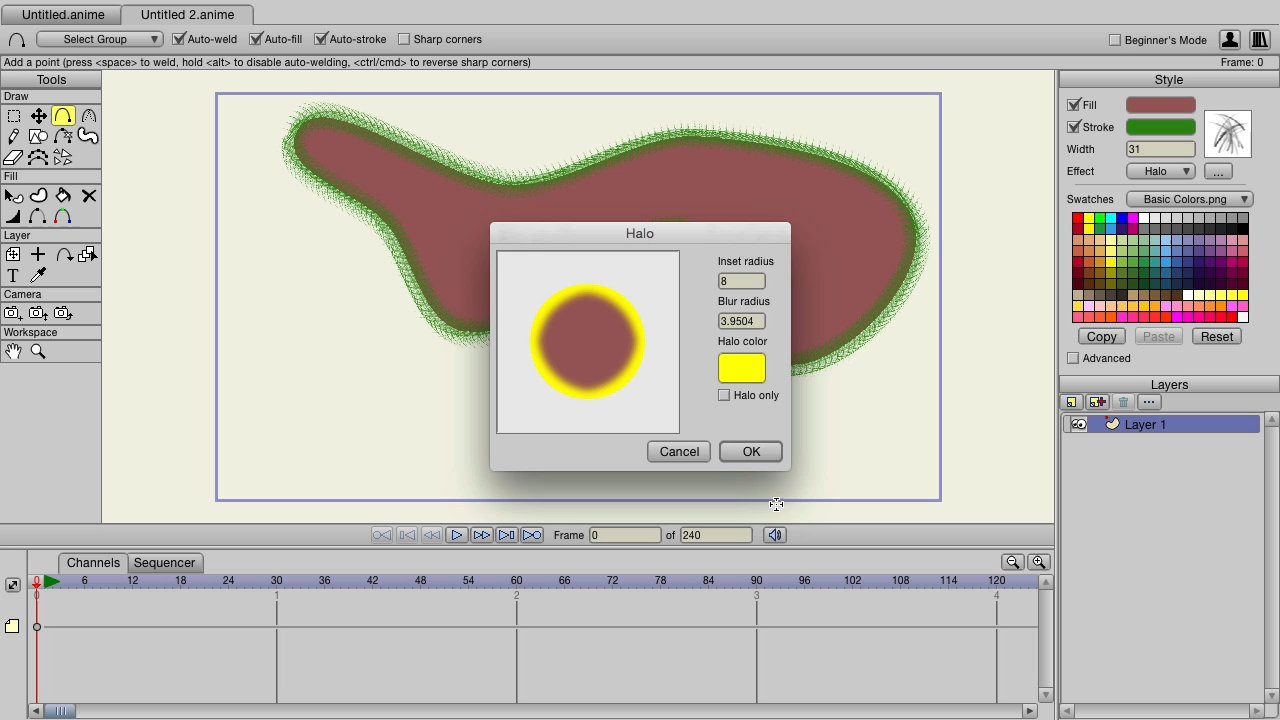 Untitled.anime
Untitled 2.anime
Select Group
Auto-weld
Auto-fill
Auto-stroke
Sharp corners
Beginner's Mode
Add a point (press <space> to weld, hold <alt> to disable auto-welding, <ctrl/cmd> to reverse sharp corners)
Frame: 0
Tools
Draw
Fill
Layer
Camera
Workspace
Halo
Inset radius
8
Blur radius
3.9504
Halo color
Halo only
Cancel
OK
Style
Fill
Stroke
Width
31
Effect
Halo
...
Swatches
Basic Colors.png
Copy
Paste
Reset
Advanced
Layers
Layer 1
Frame
0
of
240
Channels
Sequencer
0 6 12 18 24 30 36 42 48 54 60 66 72 78 84 90 96 102 108 114 120
0 1 2 3 4